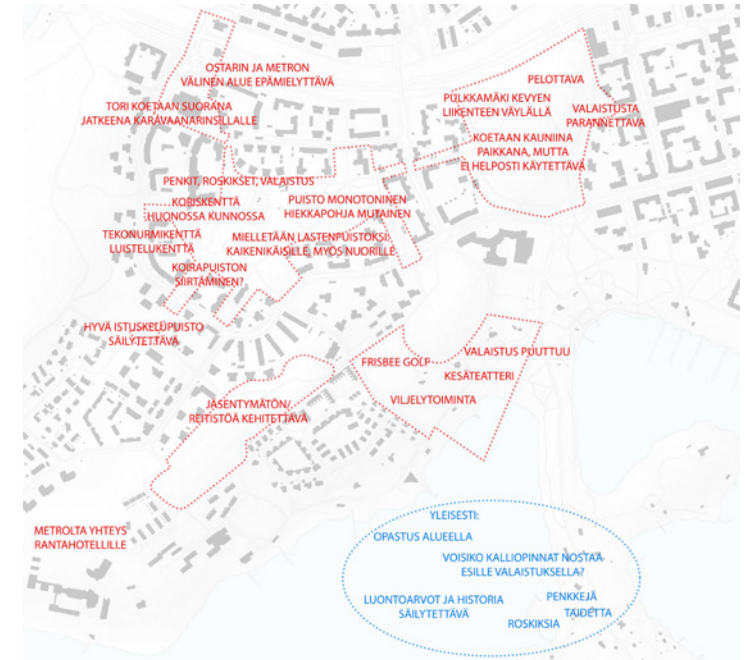 OSTARIN JA METRON
VÄLINEN ALUE EPÄMIELYTTÄVÄ
TORI KOETAAN SUORANA
JATKEENA KARAVAANARINSILLALLE
PELOTTAVA
PULKKAMÄKI KEVYEN
LIIKENTEEN VÄYLÄLLÄ
VALAISTUSTA
PARANNETTAVA
KOETAAN KAUNIINA
PAIKKANA, MUTTA
EI HELPOSTI KÄYTETTÄVÄ
PENKIT, ROSKIKSET, VALAISTUS
KORISKENTTÄ
HUONOSSA KUNNOSSA
PUISTO MONOTONINEN
HIEKKAPOHJA MUTAINEN
TEKONURMIKENTTÄ
LUISTELUKENTTÄ
MIELLETÄÄN LASTENPUISTOKSI:
KAIKENIKÄISILLE, MYÖS NUORILLE
KOIRAPUISTON
SIIRTÄMINEN?
HYVÄ ISTUSKELUPUISTO
SÄILYTETTÄVÄ
FRISBEE GOLF
VALAISTUS PUUTTUU
KESÄTEATTERI
VILJELYTOIMINTA
JÄSENTYMÄTÖN/
REITISTÖÄ KEHITETTÄVÄ
METROLTA YHTEYS
RANTAHOTELLILLE
YLEISESTI:
OPASTUS ALUEELLA
VOISIKO KALLIOPINNAT NOSTAA
ESILLE VALAISTUKSELLA?
LUONTOARVOT JA HISTORIA
SÄILYTETTÄVÄ
PENKKEJÄ
TAIDETTA
ROSKIKSIA